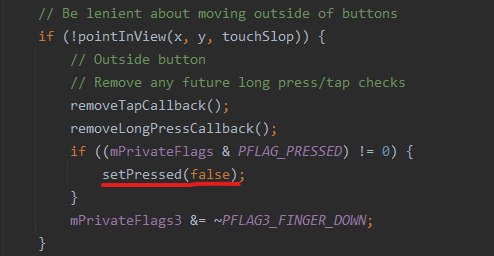 // Be lenient about moving outside of buttons
if (!pointInView(x, y, touchSlop)) {
// Outside button
// Remove any future long press/tap checks
removeTapCallback();
removeLongPressCallback();
if ((mPrivateFlags & PFLAG_PRESSED) != 0) {
setPressed(false);
}
mPrivateFlags3 &= ~PFLAG3_FINGER_DOWN;
}